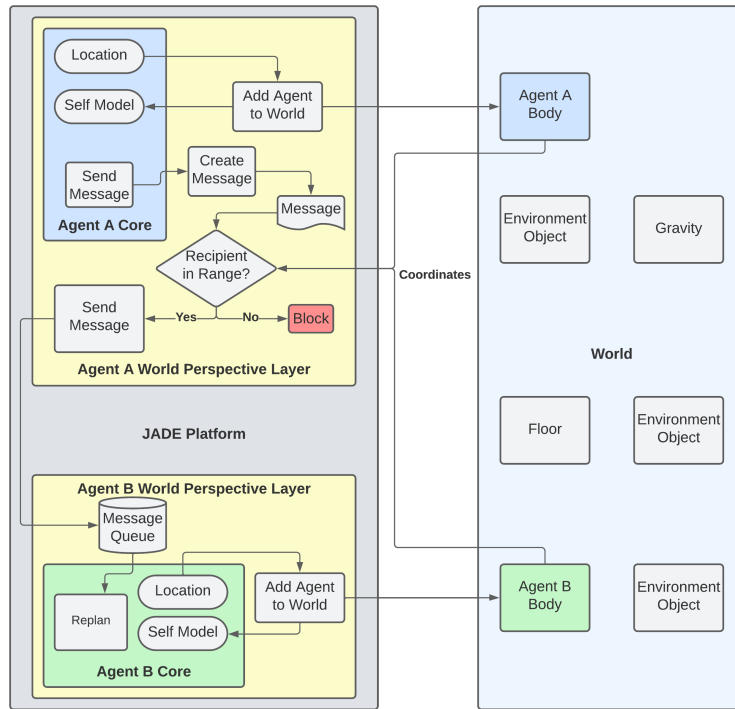 Location
Self Model
Add Agent
to World
Send
Message
Create
Message
Message
Agent A Core
Recipient
in Range?
Send
Message
Yes
No
Block
Agent A World Perspective Layer
JADE Platform
Agent B World Perspective Layer
Message
Queue
Location
Replan
Self Model
Add Agent
to World
Agent B Core
Coordinates
Agent A
Body
Environment
Object
Gravity
World
Floor
Environment
Object
Agent B
Body
Environment
Object